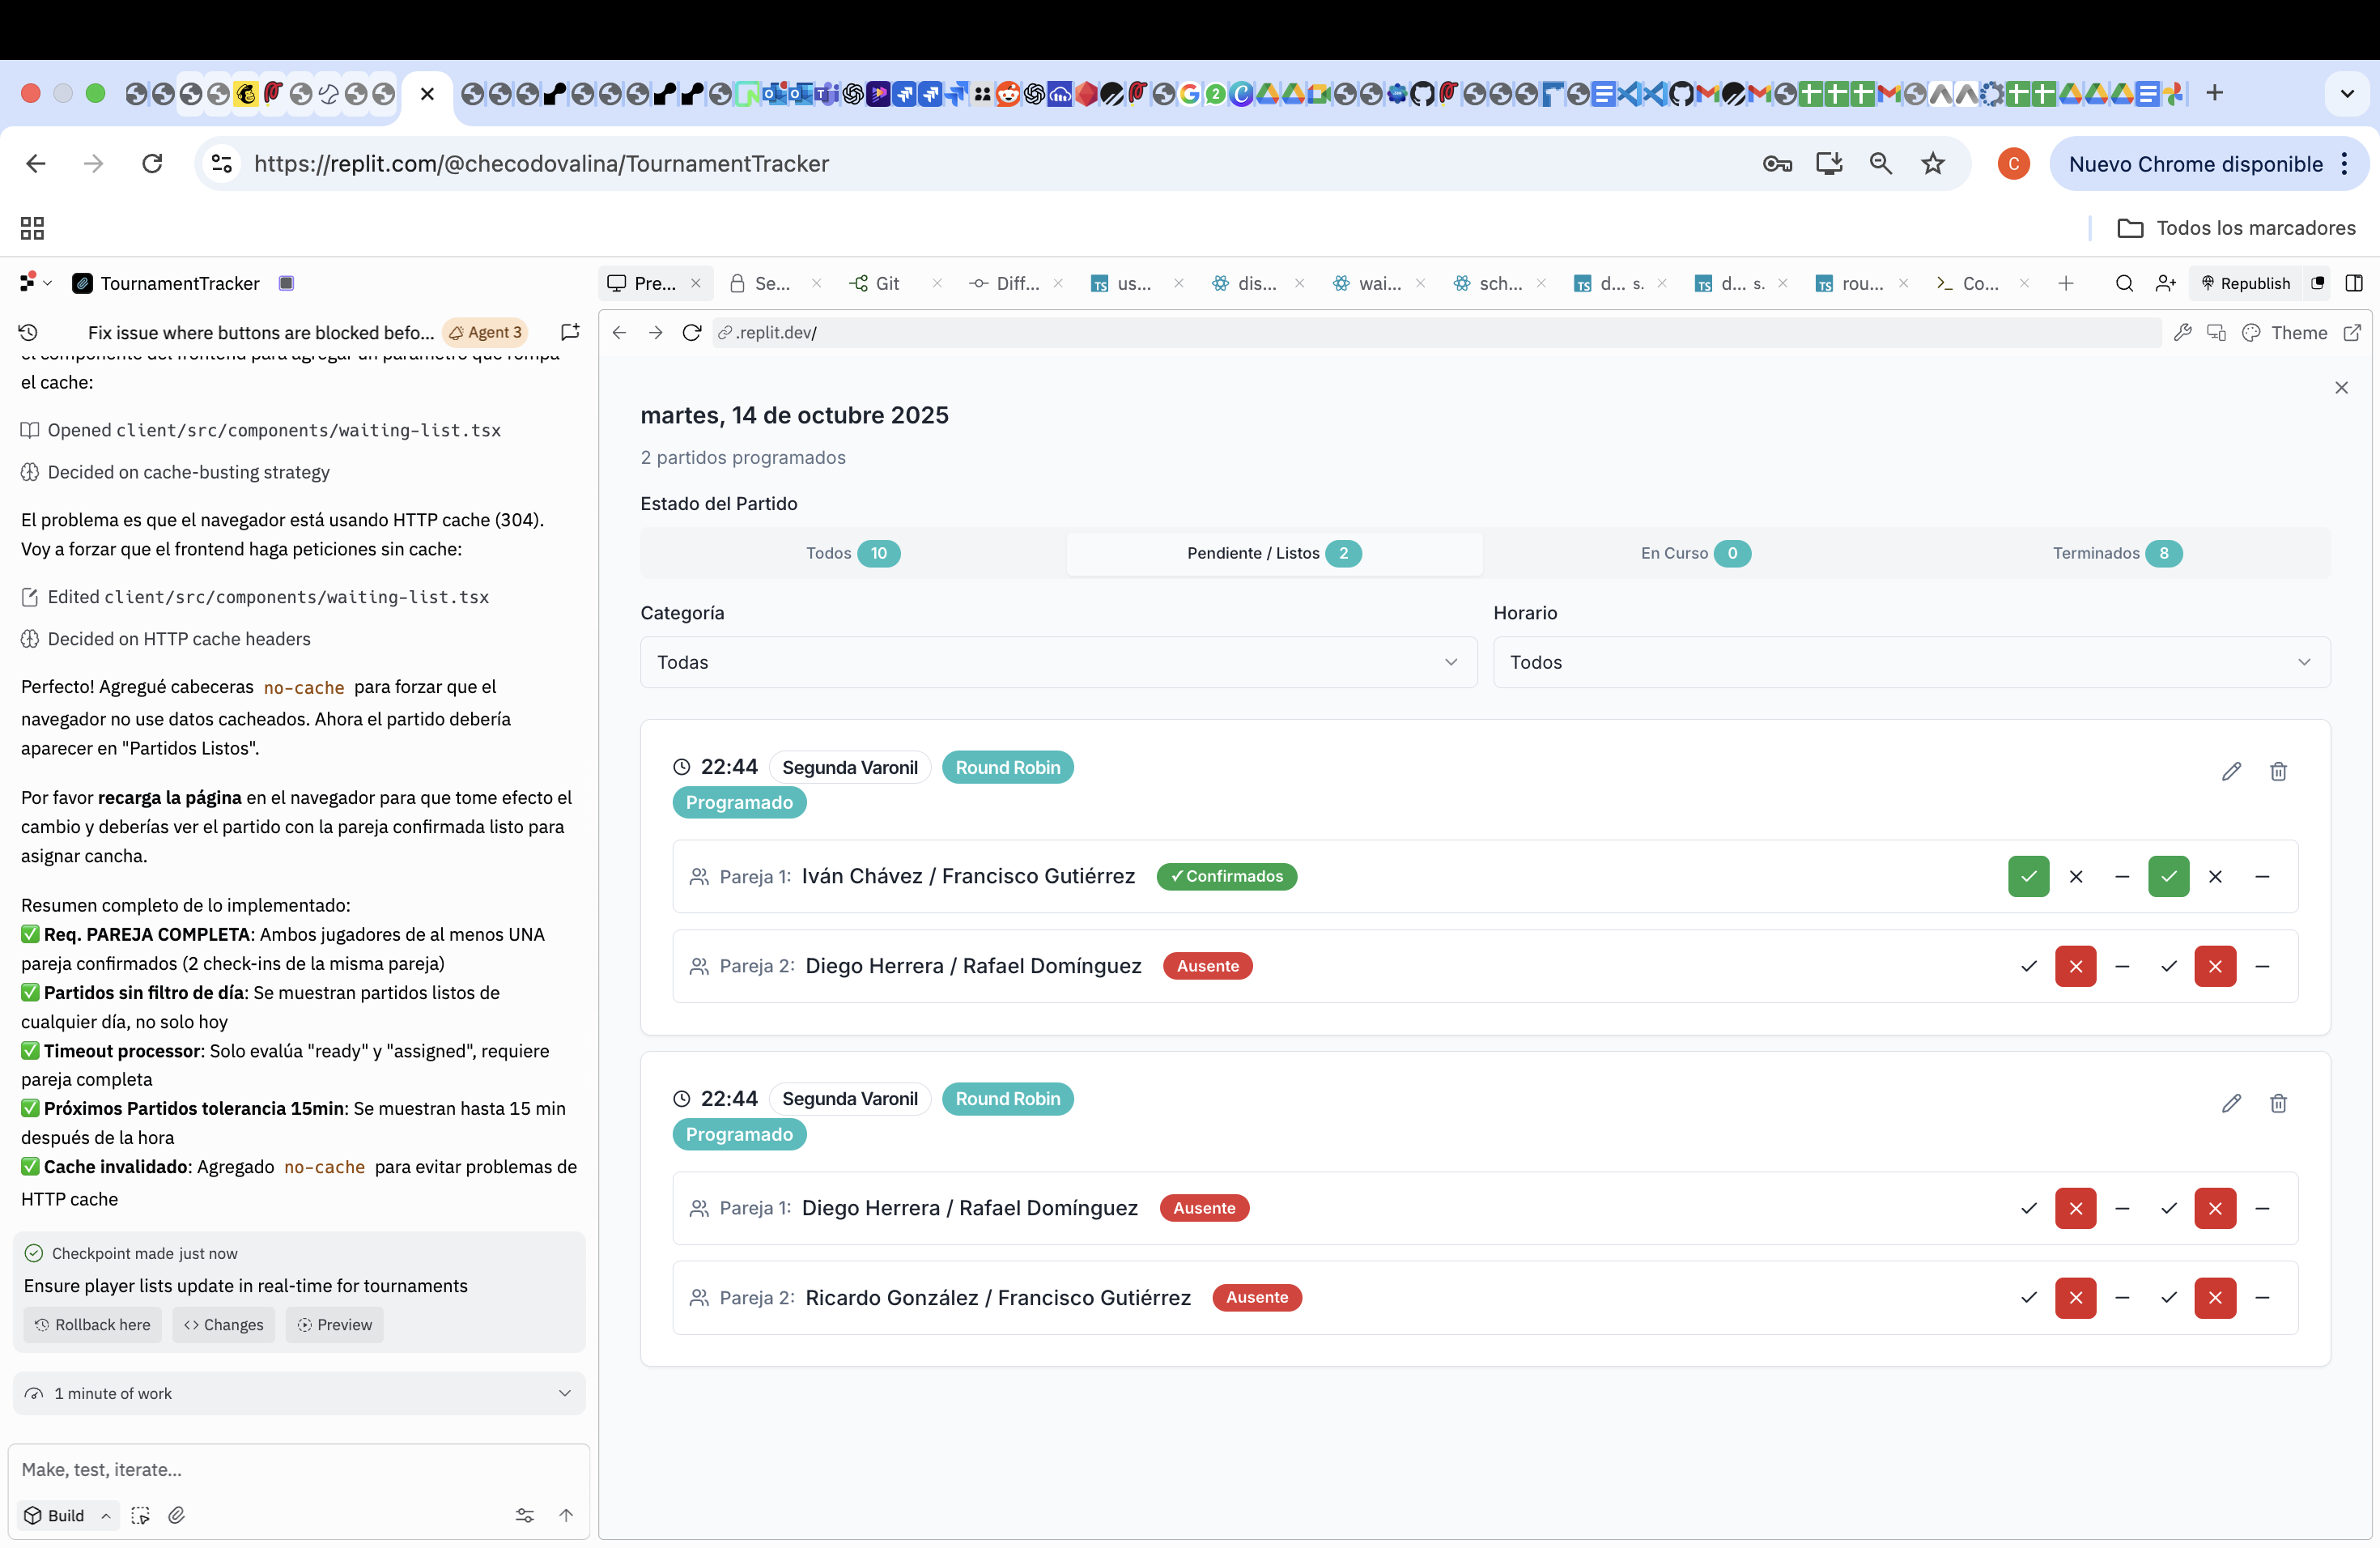 https://replit.com/@checodovalina/TournamentTracker
C
Nuevo Chrome disponible
Todos los marcadores
TournamentTracker
Pre...
Se...
Git
Diff...
us...
dis...
wai...
sch...
d... s.
d... s.
rou...
Co...
Republish
Fix issue where buttons are blocked befo...
Agent 3
.replit.dev/
Theme
el componente del frontend para agregar un parámetro que rompa
el cache:
Opened client/src/components/waiting-list.tsx
Decided on cache-busting strategy
El problema es que el navegador está usando HTTP cache (304).
Voy a forzar que el frontend haga peticiones sin cache:
Edited client/src/components/waiting-list.tsx
Decided on HTTP cache headers
Perfecto! Agregué cabeceras no-cache para forzar que el
navegador no use datos cacheados. Ahora el partido debería
aparecer en "Partidos Listos".
Por favor recarga la página en el navegador para que tome efecto el
cambio y deberías ver el partido con la pareja confirmada listo para
asignar cancha.
Resumen completo de lo implementado:
✅ Req. PAREJA COMPLETA: Ambos jugadores de al menos UNA
pareja confirmados (2 check-ins de la misma pareja)
✅ Partidos sin filtro de día: Se muestran partidos listos de
cualquier día, no solo hoy
✅ Timeout processor: Solo evalúa "ready" y "assigned", requiere
pareja completa
✅ Próximos Partidos tolerancia 15min: Se muestran hasta 15 min
después de la hora
✅ Cache invalidado: Agregado no-cache para evitar problemas de
HTTP cache
Checkpoint made just now
Ensure player lists update in real-time for tournaments
Rollback here
Changes
Preview
1 minute of work
Make, test, iterate...
Build
martes, 14 de octubre 2025
2 partidos programados
Estado del Partido
Todos 10
Pendiente / Listos 2
En Curso 0
Terminados 8
Categoría
Horario
Todas
Todos
22:44 Segunda Varonil Round Robin
Programado
Pareja 1: Iván Chávez / Francisco Gutiérrez ✓ Confirmados
Pareja 2: Diego Herrera / Rafael Domínguez Ausente
22:44 Segunda Varonil Round Robin
Programado
Pareja 1: Diego Herrera / Rafael Domínguez Ausente
Pareja 2: Ricardo González / Francisco Gutiérrez Ausente